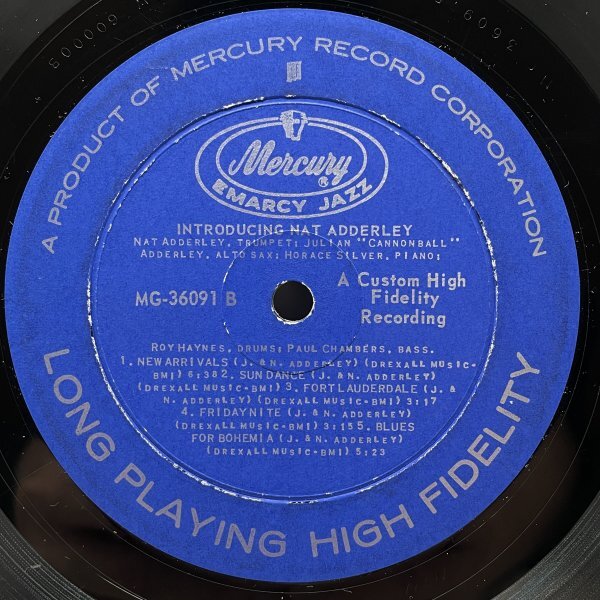 A PRODUCT OF MERCURY RECORD CORPORATION
Mercury ®
EMARCY JAZZ
INTRODUCING NAT ADDERLEY
NAT ADDERLEY, TRUMPET; JULIAN "CANNONBALL"
ADDERLEY, ALTO SAX; HORACE SILVER, PIANO;
MG-36091 B
A Custom High
Fidelity
Recording
ROY HAYNES, DRUMS; PAUL CHAMBERS, BASS.
1. NEW ARRIVALS (J. & N. ADDERLEY) (DREXALL MUSIC-
BMI) 6:38 2. SUN DANCE (J. & N. ADDERLEY)
(DREXALL MUSIC-BMI) 3. FORT LAUDERDALE (J. &
N. ADDERLEY) (DREXALL MUSIC-BMI) 3:17
4. FRIDAY NITE (J. & N. ADDERLEY)
(DREXALL MUSIC-BMI) 3:15 5. BLUES
FOR BOHEMIA (J. & N. ADDERLEY)
(DREXALL MUSIC-BMI) 5:23
LONG PLAYING HIGH FIDELITY